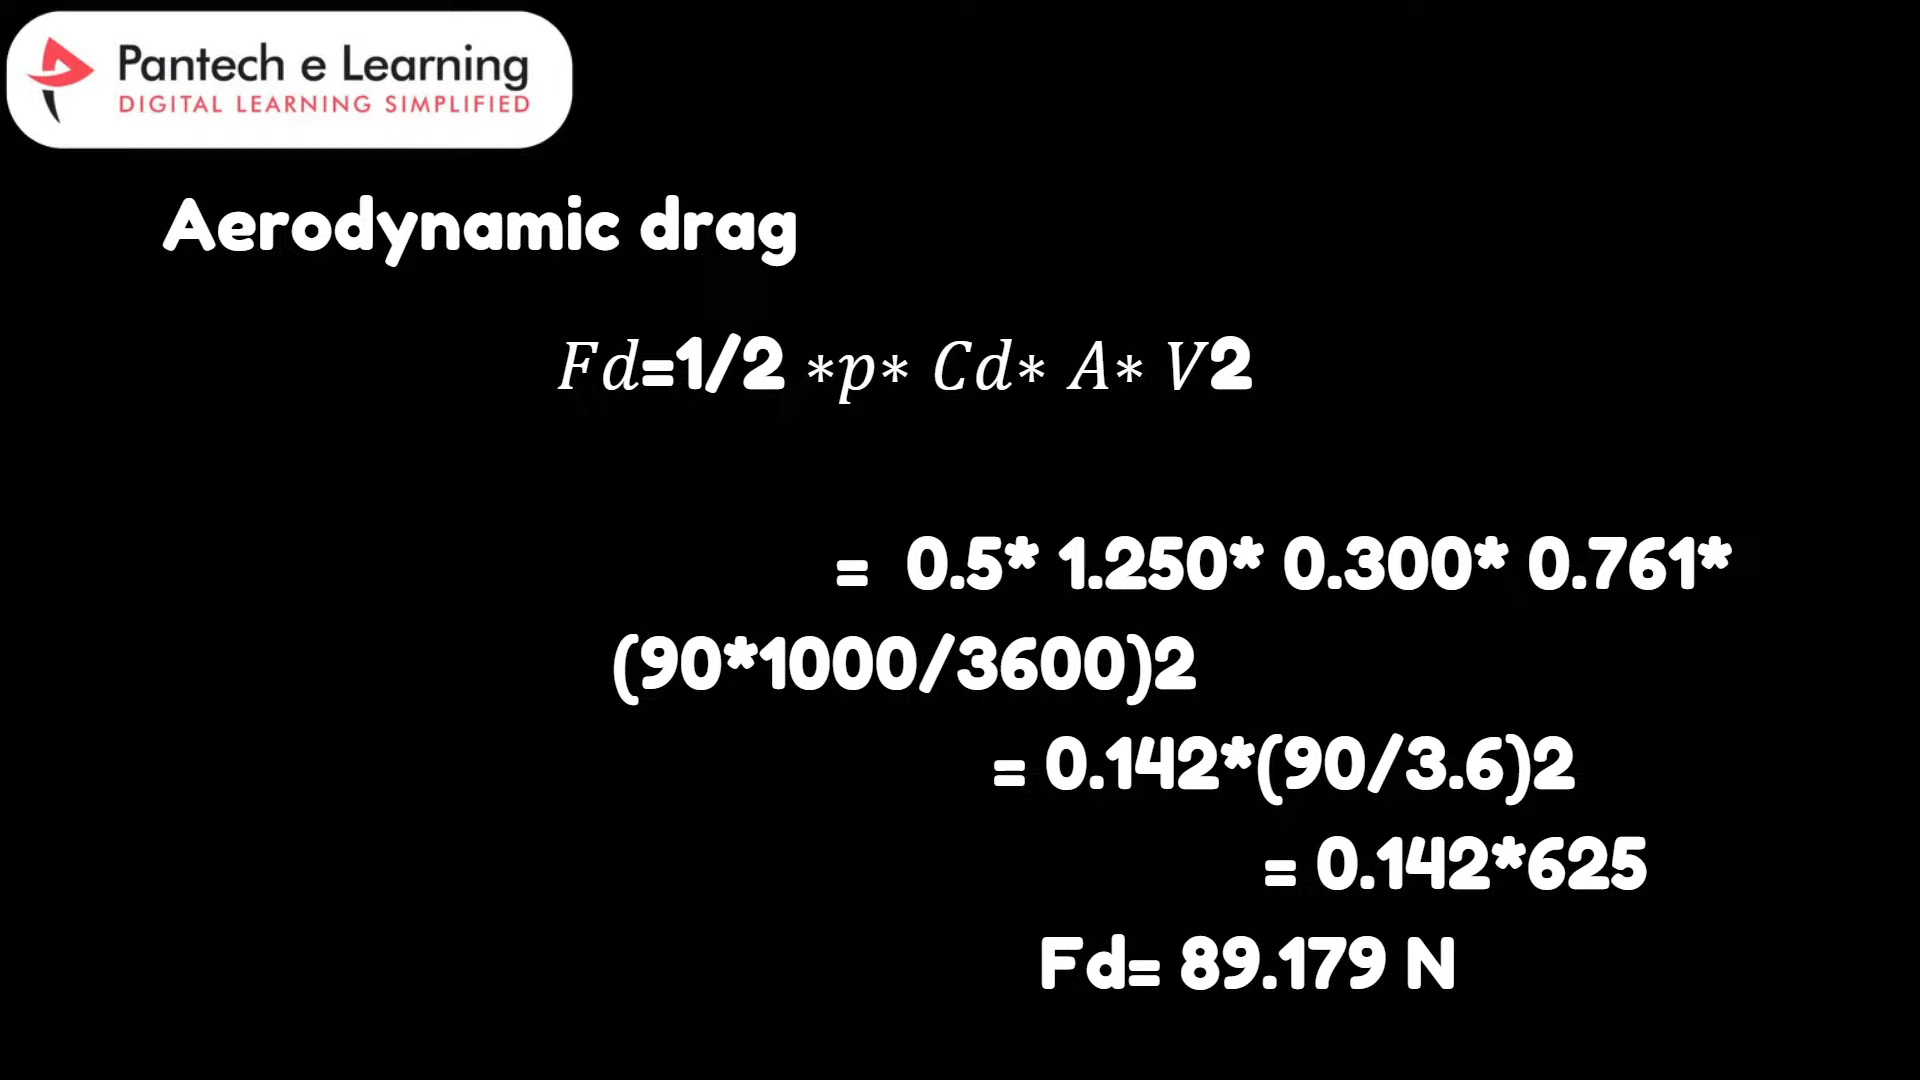 Pantech e Learning
DIGITAL LEARNING SIMPLIFIED
Aerodynamic drag
Fd=1/2 *p* Cd* A* V2
= 0.5* 1.250* 0.300* 0.761*
(90*1000/3600)2
= 0.142*(90/3.6)2
= 0.142*625
Fd= 89.179 N